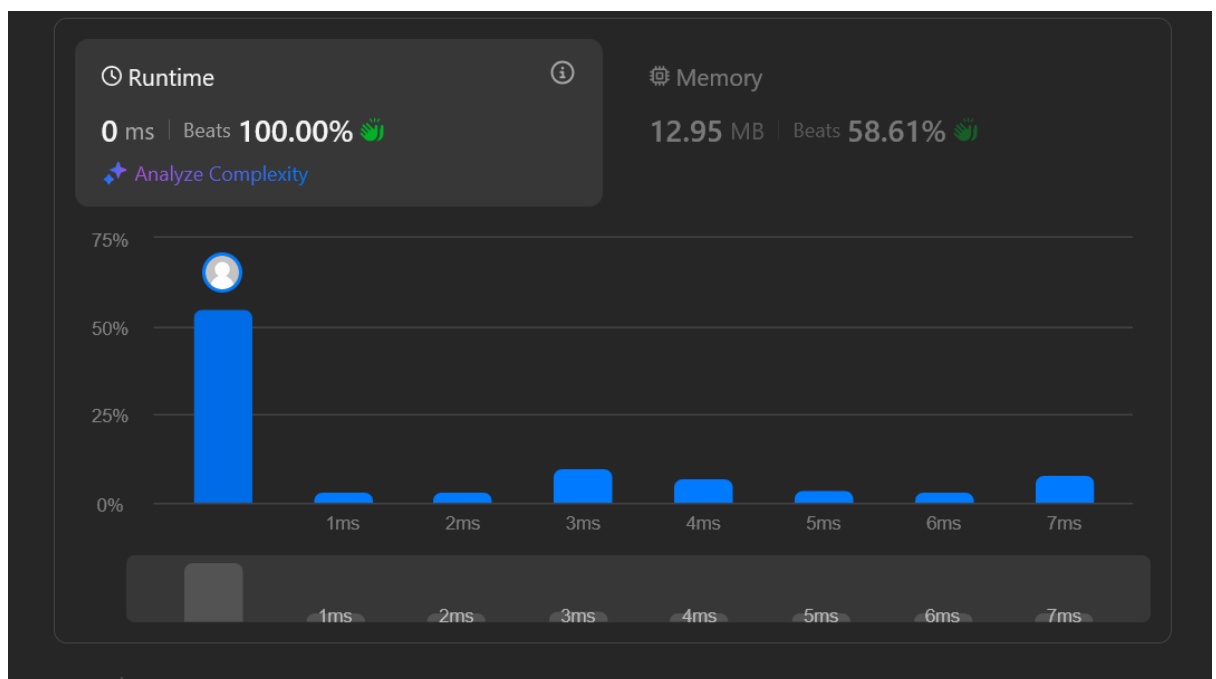 Runtime
0 ms Beats 100.00%
Analyze Complexity
Memory
12.95 MB Beats 58.61%
75%
50%
25%
0%
1ms 2ms 3ms 4ms 5ms 6ms 7ms
1ms 2ms 3ms 4ms 5ms 6ms 7ms